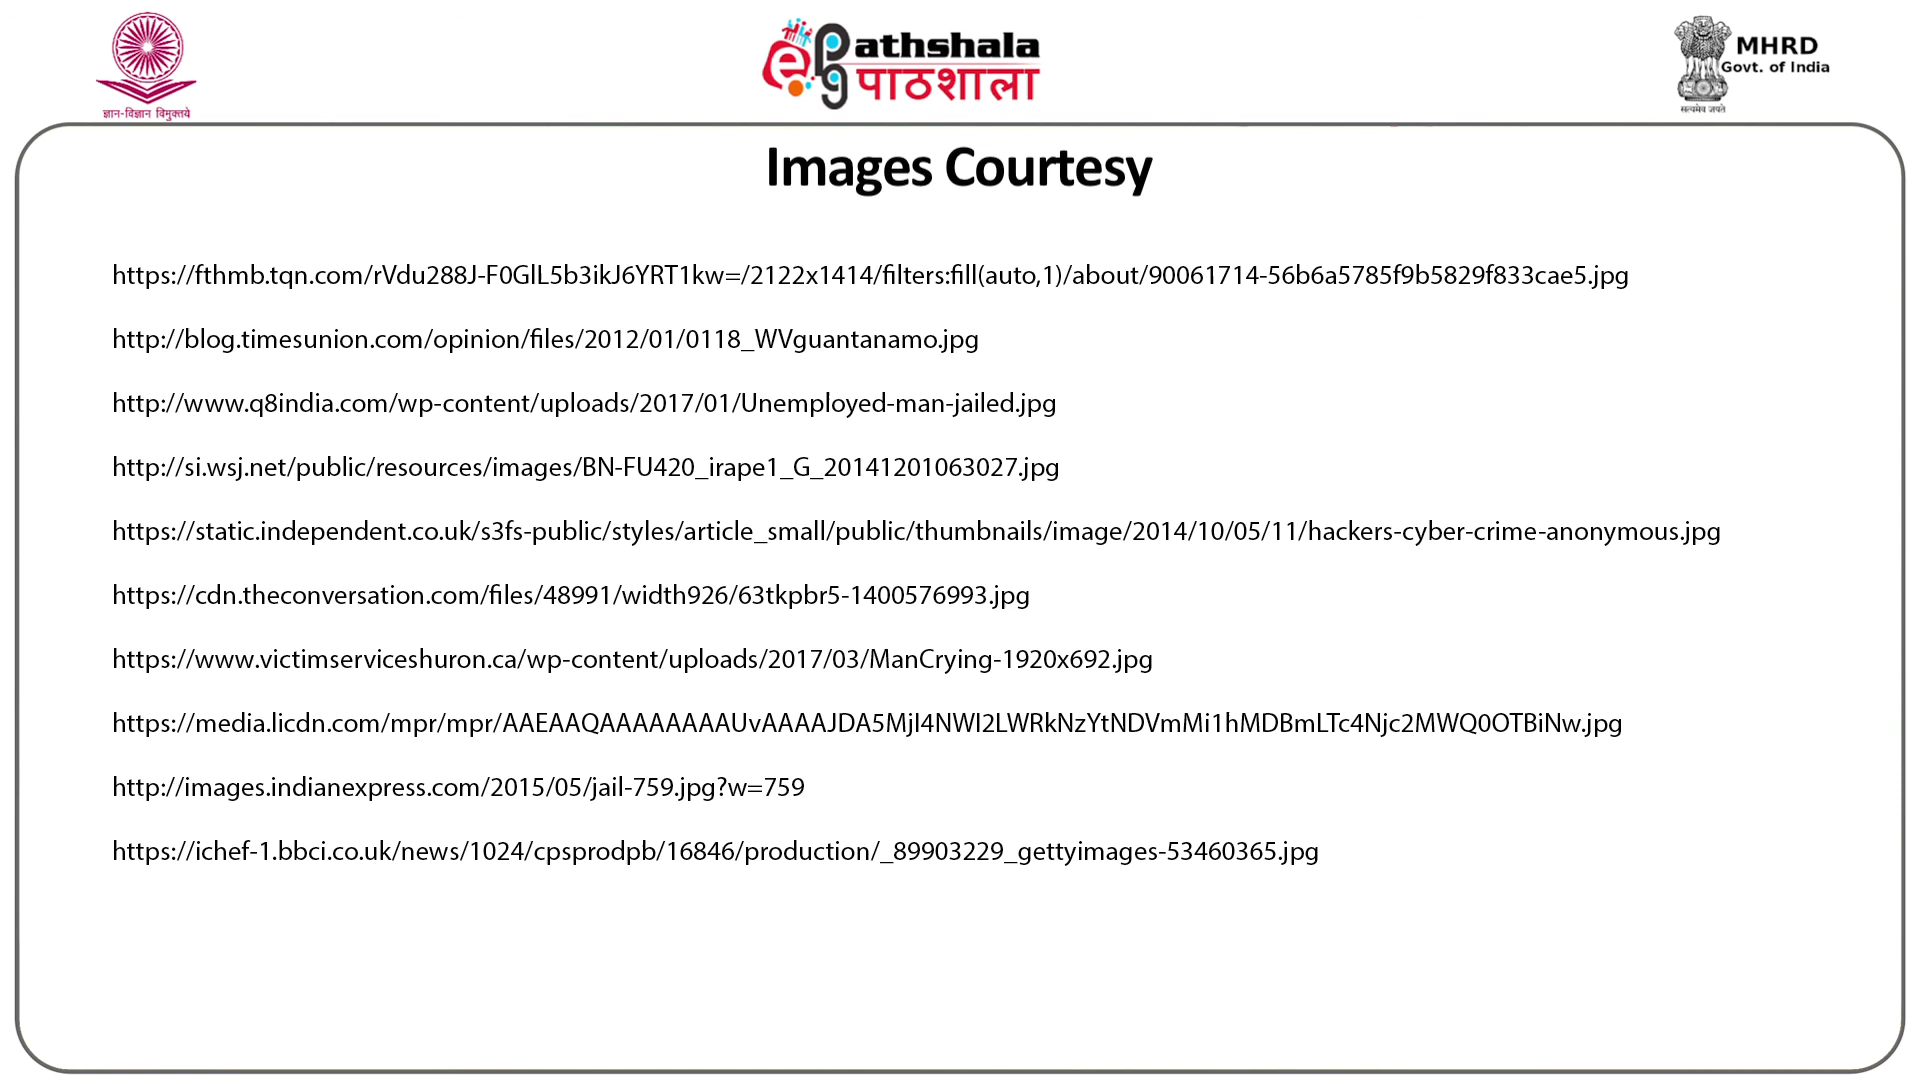 ज्ञान-विज्ञान विमुक्तये
e pg Pathshala
पाठशाला
MHRD
Govt. of India
सत्यमेव जयते
Images Courtesy
https://fthmb.tqn.com/rVdu288J-F0GlL5b3ikJ6YRT1kw=/2122x1414/filters:fill(auto,1)/about/90061714-56b6a5785f9b5829f833cae5.jpg
http://blog.timesunion.com/opinion/files/2012/01/0118_WVguantanamo.jpg
http://www.q8india.com/wp-content/uploads/2017/01/Unemployed-man-jailed.jpg
http://si.wsj.net/public/resources/images/BN-FU420_irape1_G_20141201063027.jpg
https://static.independent.co.uk/s3fs-public/styles/article_small/public/thumbnails/image/2014/10/05/11/hackers-cyber-crime-anonymous.jpg
https://cdn.theconversation.com/files/48991/width926/63tkpbr5-1400576993.jpg
https://www.victimserviceshuron.ca/wp-content/uploads/2017/03/ManCrying-1920x692.jpg
https://media.licdn.com/mpr/mpr/AAEAAQAAAAAAAAUvAAAAJDA5MjI4NWI2LWRkNzYtNDVmMi1hMDBmLTc4Njc2MWQ0OTBiNw.jpg
http://images.indianexpress.com/2015/05/jail-759.jpg?w=759
https://ichef-1.bbci.co.uk/news/1024/cpsprodpb/16846/production/_89903229_gettyimages-53460365.jpg